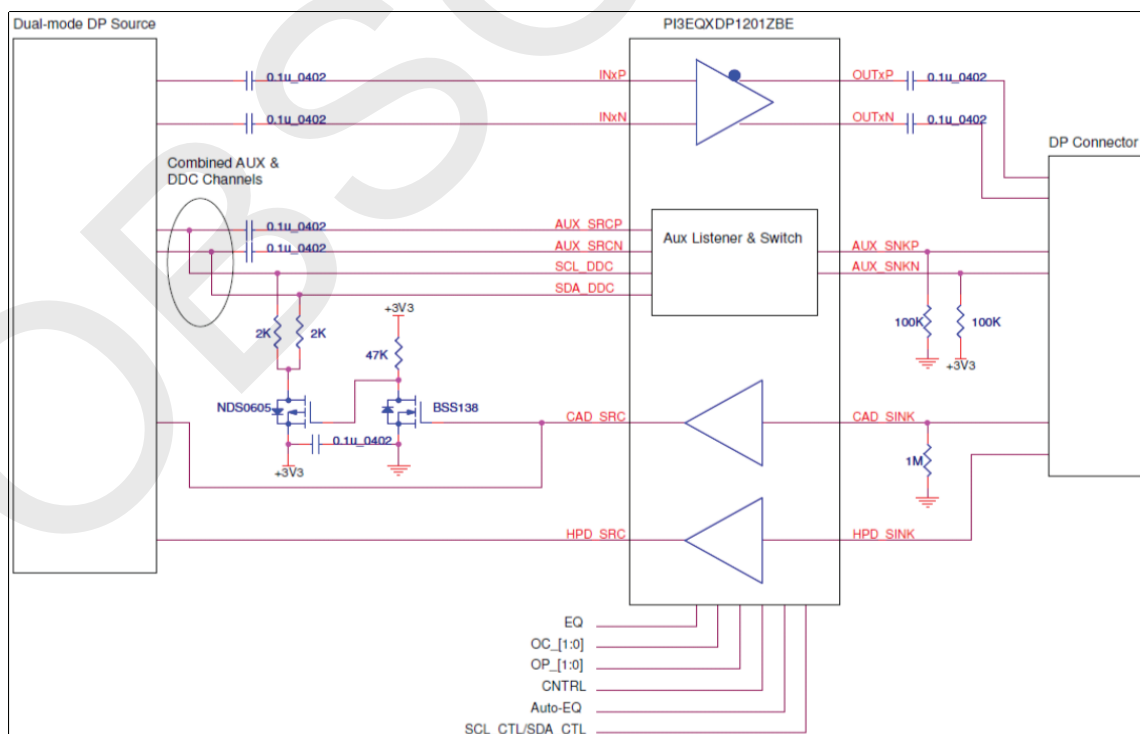 Dual-mode DP Source
PI3EQXDP1201ZBE
0.1u_0402
INxP
OUTxP
0.1u_0402
0.1u_0402
INxN
OUTxN
0.1u_0402
DP Connector
Combined AUX &
DDC Channels
0.1u_0402
AUX_SRCP
0.1u_0402
AUX_SRCN
SCL_DDC
SDA_DDC
Aux Listener & Switch
AUX_SNKP
AUX_SNKN
+3V3
2K
2K
47K
100K
100K
+3V3
NDS0605
BSS138
CAD_SRC
CAD_SINK
0.1u_0402
+3V3
1M
HPD_SRC
HPD_SINK
EQ
OC_[1:0]
OP_[1:0]
CNTRL
Auto-EQ
SCL_CTL/SDA_CTL